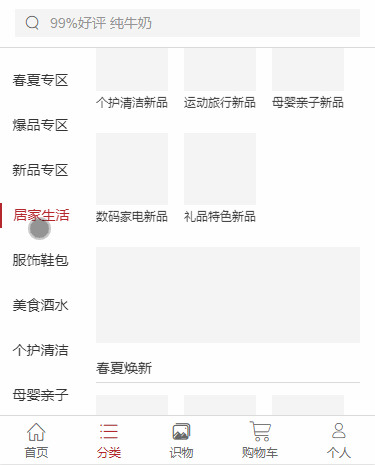 99%好评 纯牛奶
春夏专区
爆品专区
新品专区
居家生活
服饰鞋包
美食酒水
个护清洁
母婴亲子
个护清洁新品 运动旅行新品 母婴亲子新品
数码家电新品 礼品特色新品
春夏焕新
首页 分类 识物 购物车 个人